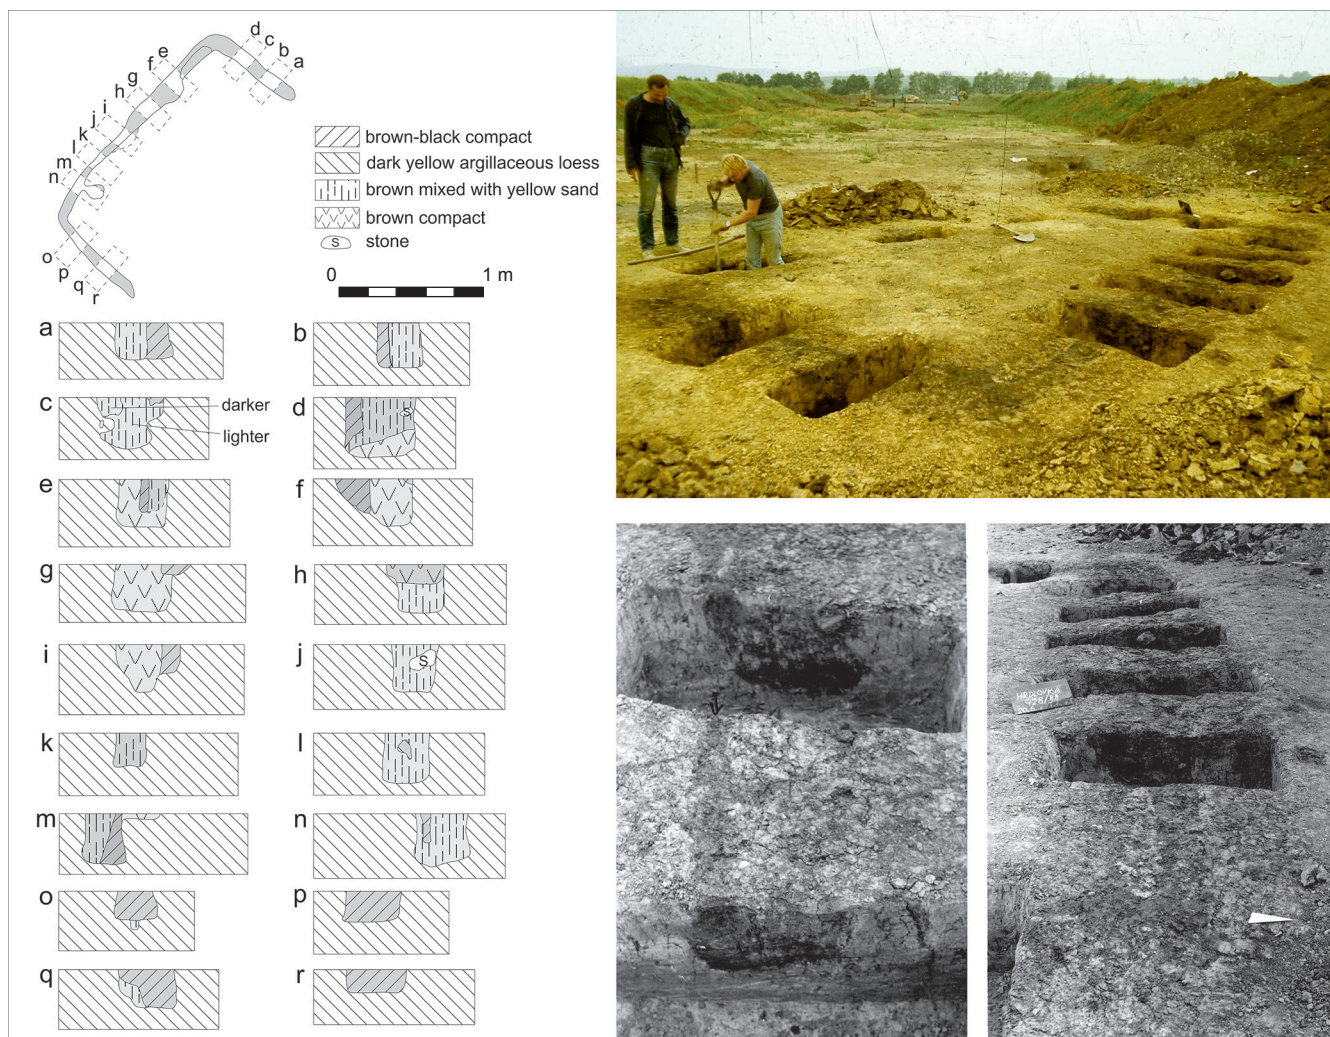 d
c
b
a
e
f
g
h
i
j
k
l
m
n
o
p
q
r
brown-black compact
dark yellow argillaceous loess
brown mixed with yellow sand
brown compact
s stone
0 1 m
a
b
c
darker
lighter
d
s
e
f
g
h
i
j
s
k
l
m
n
o
p
q
r
HRDLOVKA